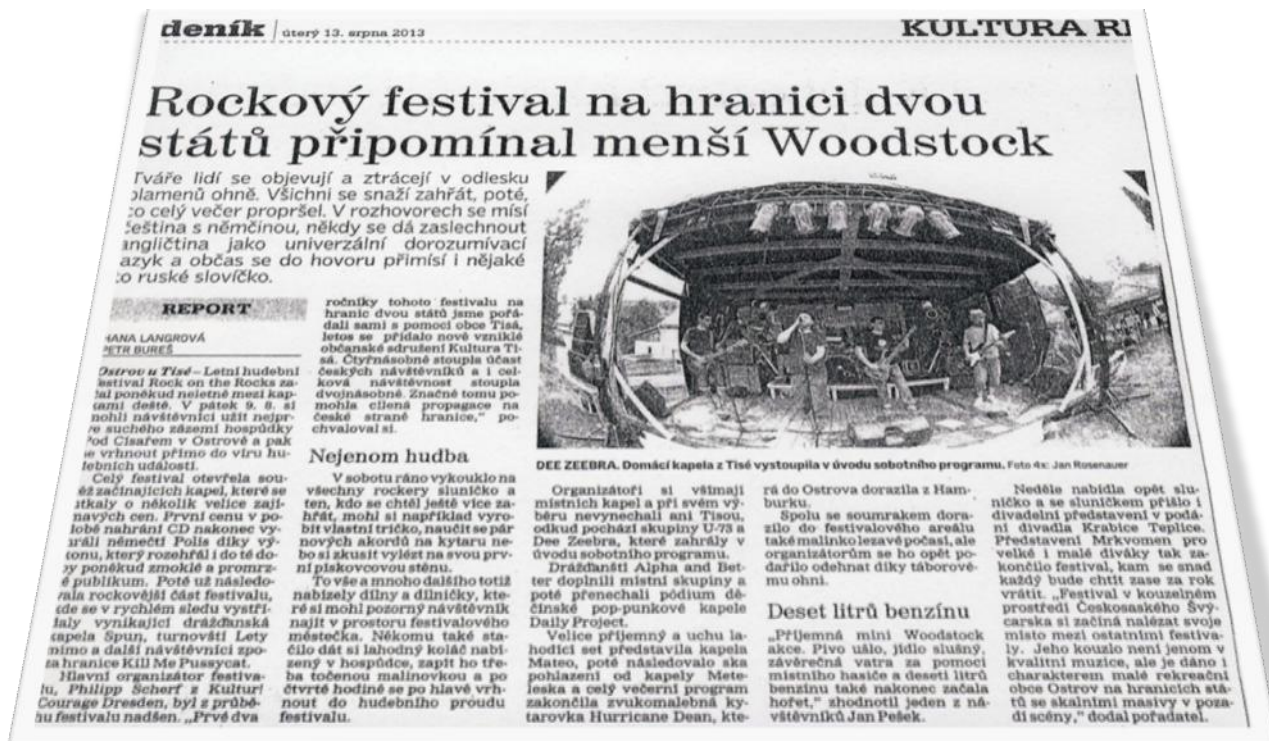 deník úterý 13. srpna 2013
KULTURA RE
Rockový festival na hranici dvou
států připomínal menší Woodstock
Tváře lidí se objevují a ztrácejí v odlesku
plamenů ohně. Všichni se snaží zahřát, poté,
co celý večer propršel. V rozhovorech se mísí
čeština s němčinou, někdy se dá zaslechnout
angličtina jako univerzální dorozumívací
jazyk a občas se do hovoru přimísí i nějaké
to ruské slovíčko.
REPORT
HANA LANGROVÁ
PETR BUREŠ
Ostrov u Tisé – Letní hudební
festival Rock on the Rocks za-
čal poněkud neletně mezi kap-
kami deště. V pátek 9. 8. si
mohli návštěvníci užít nejpr-
ve suchého zázemí hospůdky
Pod Císařem v Ostrově a pak
se vrhnout přímo do víru hu-
debních událostí.
Celý festival otevřela sou-
těž začínajících kapel, které se
utkaly o několik velice zají-
mavých cen. První cenu v po-
době nahrání CD nakonec vy-
hráli němečtí Polis díky vý-
konu, který rozehřál i do té do-
by poněkud zmoklé a promrz-
lé publikum. Poté už následo-
vala rockovější část festivalu,
kde se v rychlém sledu vystří-
daly vynikající drážďanská
kapela Spun, turnovští Lety
mimo a další návštěvníci zpo-
za hranice Kill Me Pussycat.
Hlavní organizátor festiva-
lu, Philipp Scherf z Kultur!
Courage Dresden, byl z průbě-
hu festivalu nadšen. „Prvé dva
ročníky tohoto festivalu na
hranic dvou států jsme pořá-
dali sami s pomocí obce Tisá,
letos se přidalo nově vzniklé
občanské sdružení Kultura Ti-
sá. Čtyřnásobně stoupla účast
českých návštěvníků a i cel-
ková návštěvnost stoupla
dvojnásobně. Značně tomu po-
mohla cílená propagace na
české straně hranice,“ po-
chvaloval si.
Nejenom hudba
V sobotu ráno vykouklo na
všechny rockery sluníčko a
ten, kdo se chtěl ještě více za-
hřát, mohl si například vyro-
bit vlastní tričko, naučit se pár
nových akordů na kytaru ne-
bo si zkusit vylézt na svou prv-
ní pískovcovou stěnu.
To vše a mnoho dalšího totiž
nabízely dílny a dílničky, kte-
ré si mohl pozorný návštěvník
najít v prostoru festivalového
městečka. Někomu také sta-
čilo dát si lahodný koláč nabí-
zený v hospůdce, zapít ho tře-
ba točenou malinovkou a po
čtvrté hodině se po hlavě vrh-
nout do hudebního proudu
festivalu.
DEE ZEEBRA. Domácí kapela z Tisé vystoupila v úvodu sobotního programu. Foto 4x: Jan Rosenauer
Organizátoři si všímají
místních kapel a při svém vý-
běru nevynechali ani Tisou,
odkud pochází skupiny U-73 a
Dee Zeebra, které zahrály v
úvodu sobotního programu.
Drážďanští Alpha and Bet-
ter doplnili místní skupiny a
poté přenechali pódium dě-
čínské pop-punkové kapele
Daily Project.
Velice příjemný a uchu la-
hodící set představila kapela
Mateo, poté následovalo ska
pohlazení od kapely Mete-
leska a celý večerní program
zakončila zvukomalebná ky-
tarovka Hurricane Dean, kte-
rá do Ostrova dorazila z Ham-
burku.
Spolu se soumrakem dora-
zilo do festivalového areálu
také malinko lezavé počasí, ale
organizátorům se ho opět po-
dařilo odehnat díky táborové-
mu ohni.
Deset litrů benzínu
„Příjemná mini Woodstock
akce. Pivo ušlo, jídlo slušný,
závěrečná vatra za pomoci
místního hasiče a deseti litrů
benzínu také nakonec začala
hořet,“ zhodnotil jeden z ná-
vštěvníků Jan Pešek.
Neděle nabídla opět slu-
níčko a se sluníčkem přišlo i
divadelní představení v podá-
ní divadla Krabice Teplice.
Představení Mrkvomen pro
velké i malé diváky tak za-
končilo festival, kam se snad
každý bude chtít zase za rok
vrátit. „Festival v kouzelném
prostředí Českosaského Švý-
carska si začíná nalézat svoje
místo mezi ostatními festiva-
ly. Jeho kouzlo není jenom v
kvalitní muzice, ale je dáno i
charakterem malé rekreační
obce Ostrov na hranicích stá-
tů se skalními masivy v poza-
dí scény,“ dodal pořadatel.